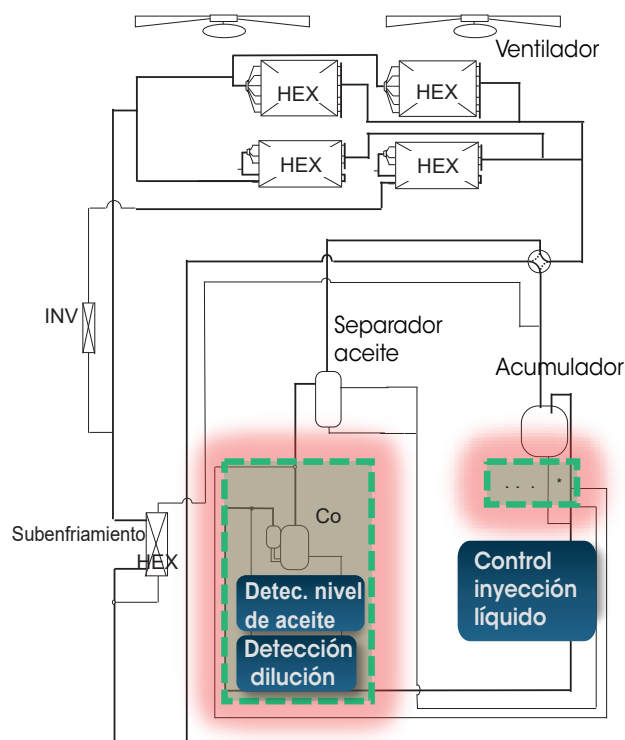 Ventilador
HEX
HEX
HEX
HEX
INV
Separador
aceite
Acumulador
. . . *
Co
Subenfriamiento
HEX
Detec. nivel
de aceite
Detección
dilución
Control
inyección
líquido